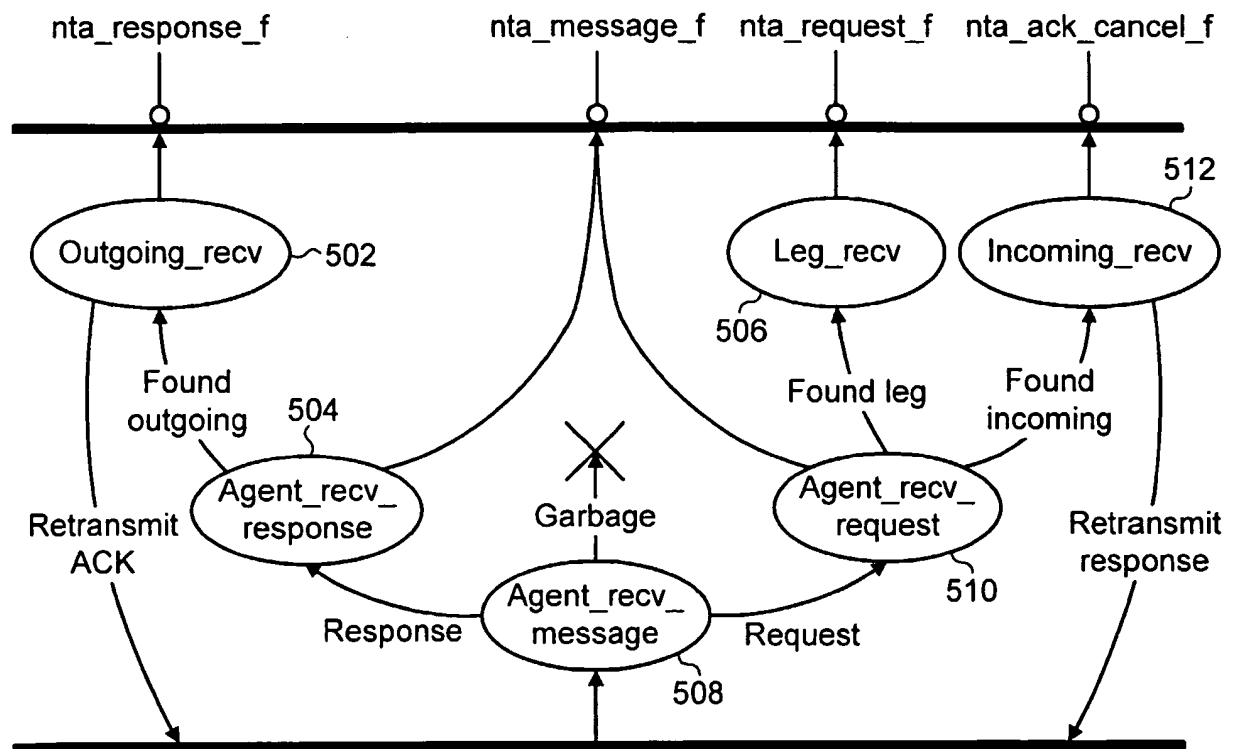 nta_response_f
nta_message_f
nta_request_f
nta_ack_cancel_f
512
Outgoing_recv
502
Leg_recv
Incoming_recv
506
Found
outgoing
504
Found leg
Found
incoming
Agent_recv_
response
Garbage
Agent_recv_
request
Retransmit
ACK
Retransmit
response
510
Agent_recv_
message
Response
Request
508